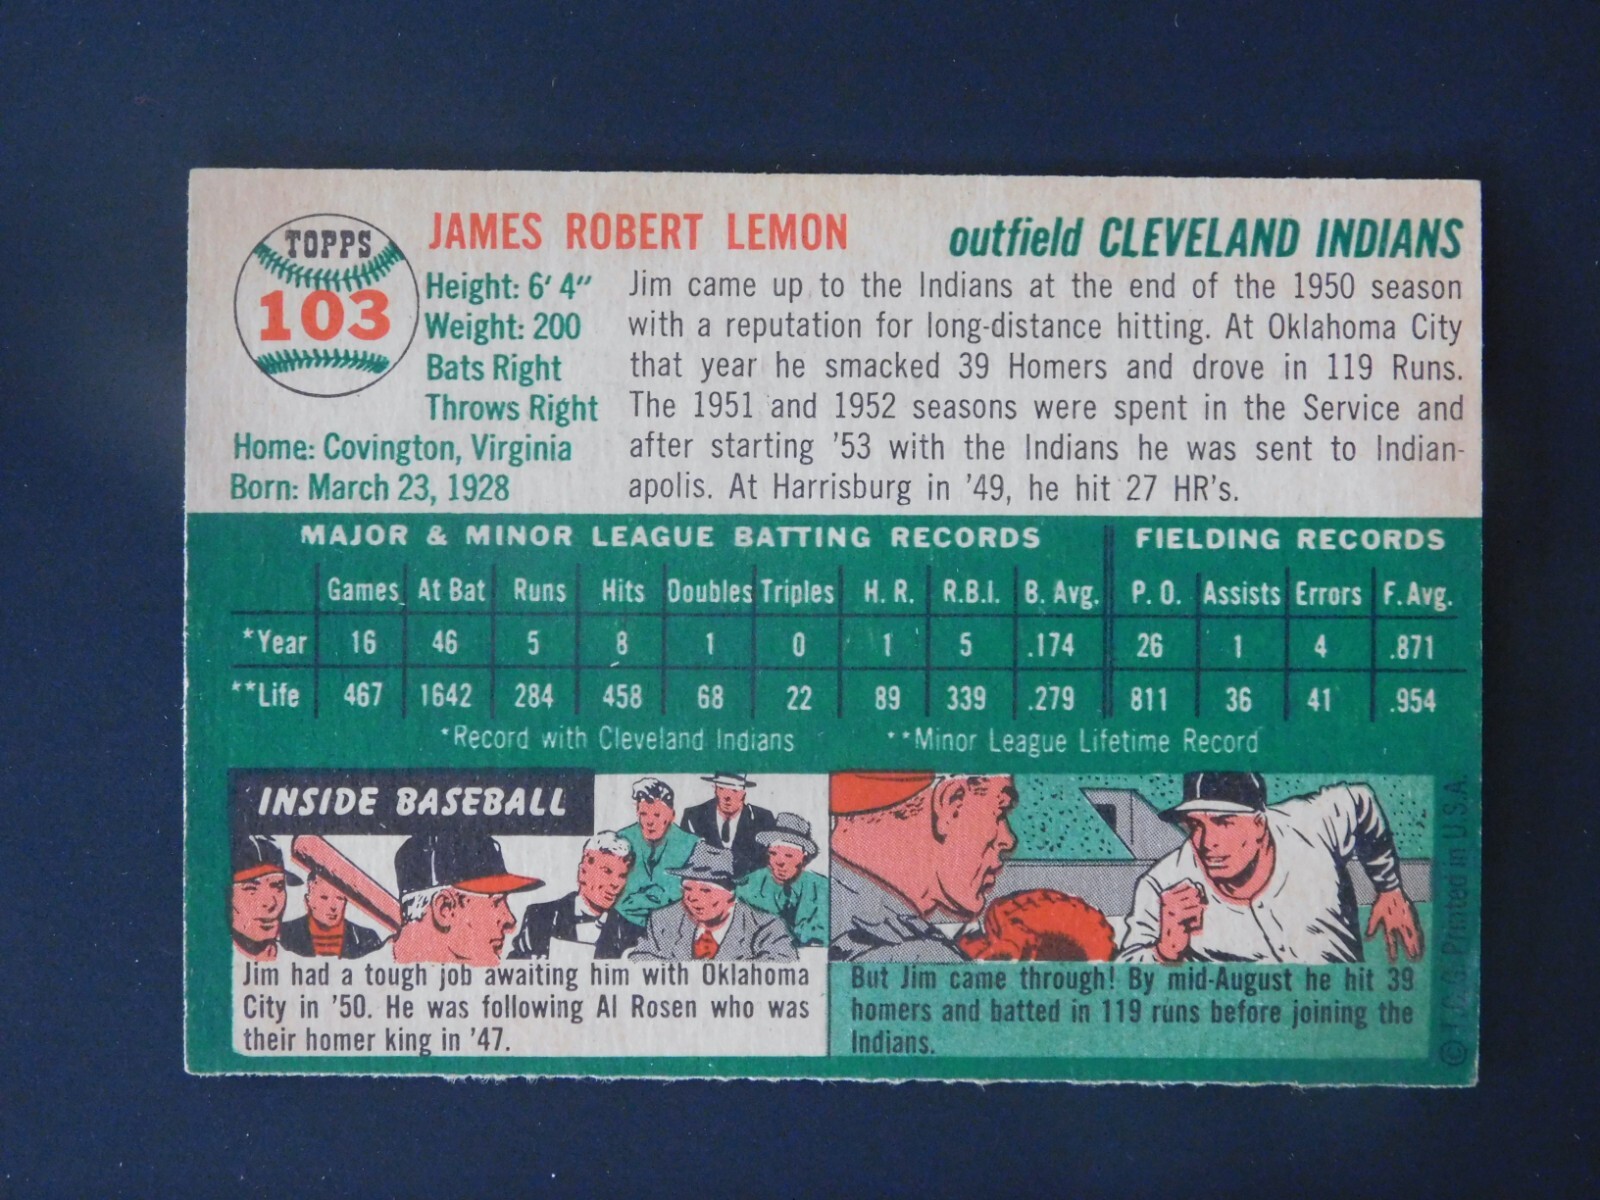 TOPPS
103
JAMES ROBERT LEMON
outfield CLEVELAND INDIANS
Height: 6' 4"
Weight: 200
Bats Right
Throws Right
Home: Covington, Virginia
Born: March 23, 1928
Jim came up to the Indians at the end of the 1950 season
with a reputation for long-distance hitting. At Oklahoma City
that year he smacked 39 Homers and drove in 119 Runs.
The 1951 and 1952 seasons were spent in the Service and
after starting '53 with the Indians he was sent to Indian-
apolis. At Harrisburg in '49, he hit 27 HR's.
MAJOR & MINOR LEAGUE BATTING RECORDS FIELDING RECORDS
Games At Bat Runs Hits Doubles Triples H. R. R.B.I. B. Avg. P. O. Assists Errors F. Avg.
*Year 16 46 5 8 1 0 1 5 .174 26 1 4 .871
**Life 467 1642 284 458 68 22 89 339 .279 811 36 41 .954
*Record with Cleveland Indians **Minor League Lifetime Record
INSIDE BASEBALL
Jim had a tough job awaiting him with Oklahoma
City in '50. He was following Al Rosen who was
their homer king in '47.
But Jim came through! By mid-August he hit 39
homers and batted in 119 runs before joining the
Indians.
© T.C.G. Printed in U.S.A.